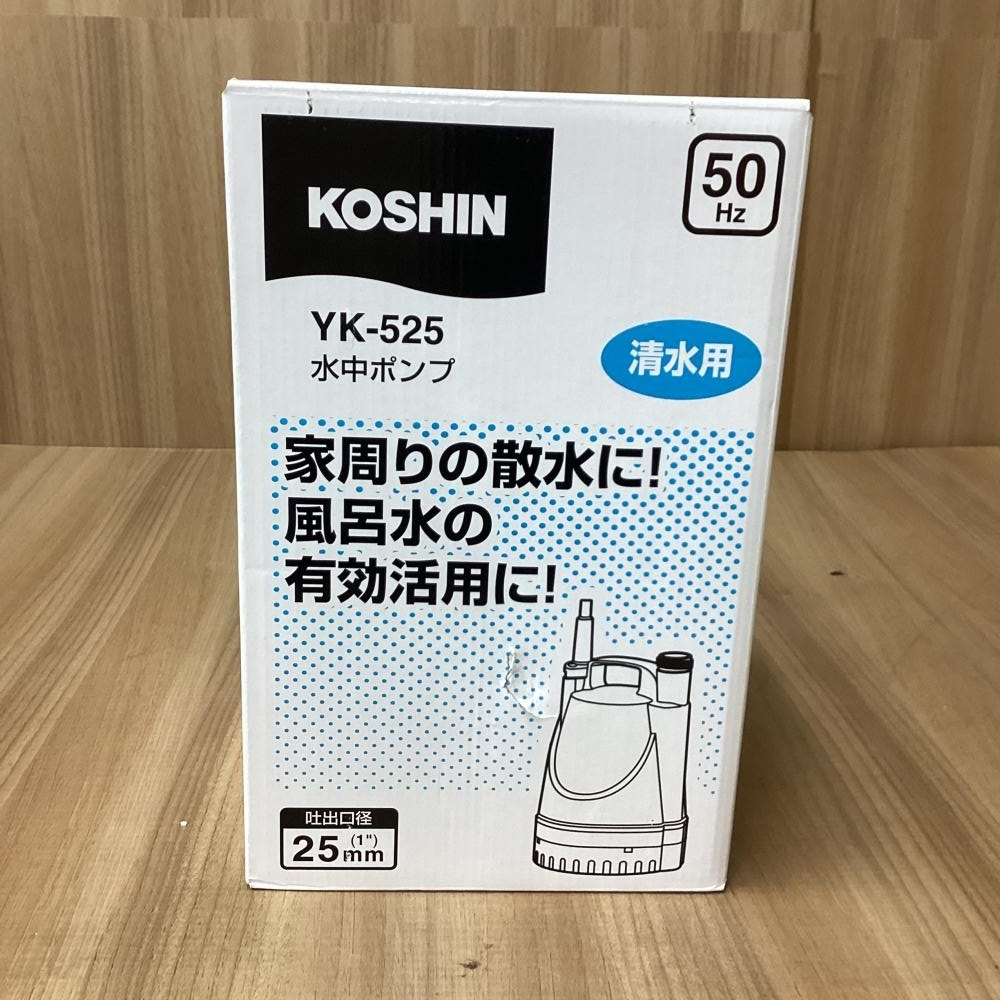 KOSHIN
50
Hz
YK-525
水中ポンプ
清水用
家周りの散水に!
風呂水の
有効活用に!
吐出口径
25mm (1")